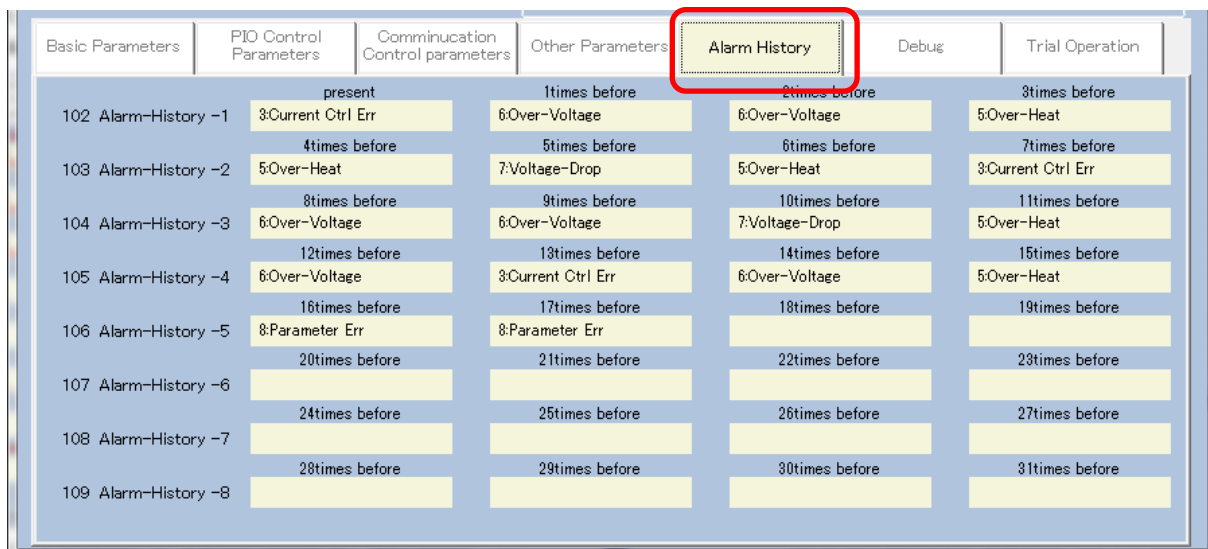 Basic Parameters
PIO Control Parameters
Comminucation Control parameters
Other Parameters
Alarm History
Debug
Trial Operation
present 1times before 2times before 3times before
102 Alarm-History -1 3:Current Ctrl Err 6:Over-Voltage 6:Over-Voltage 5:Over-Heat
4times before 5times before 6times before 7times before
103 Alarm-History -2 5:Over-Heat 7:Voltage-Drop 5:Over-Heat 3:Current Ctrl Err
8times before 9times before 10times before 11times before
104 Alarm-History -3 6:Over-Voltage 6:Over-Voltage 7:Voltage-Drop 5:Over-Heat
12times before 13times before 14times before 15times before
105 Alarm-History -4 6:Over-Voltage 3:Current Ctrl Err 6:Over-Voltage 5:Over-Heat
16times before 17times before 18times before 19times before
106 Alarm-History -5 8:Parameter Err 8:Parameter Err
20times before 21times before 22times before 23times before
107 Alarm-History -6
24times before 25times before 26times before 27times before
108 Alarm-History -7
28times before 29times before 30times before 31times before
109 Alarm-History -8